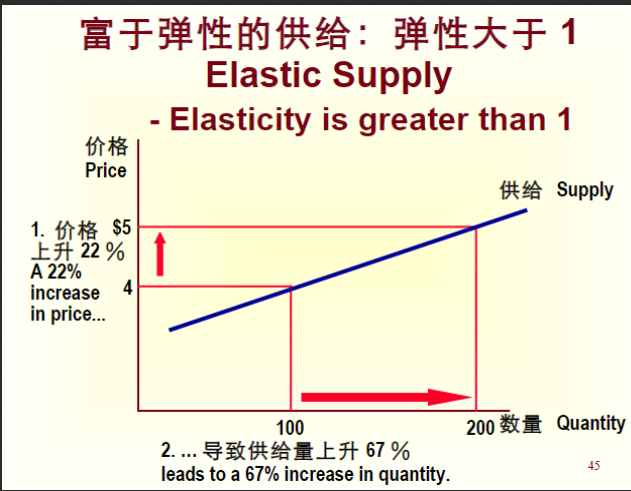 富于弹性的供给：弹性大于 1
Elastic Supply
- Elasticity is greater than 1
价格
Price
供给 Supply
1. 价格
上升 22 %
A 22%
increase
in price...
$5
4
100
200
数量 Quantity
2. ... 导致供给量上升 67 %
leads to a 67% increase in quantity.
45